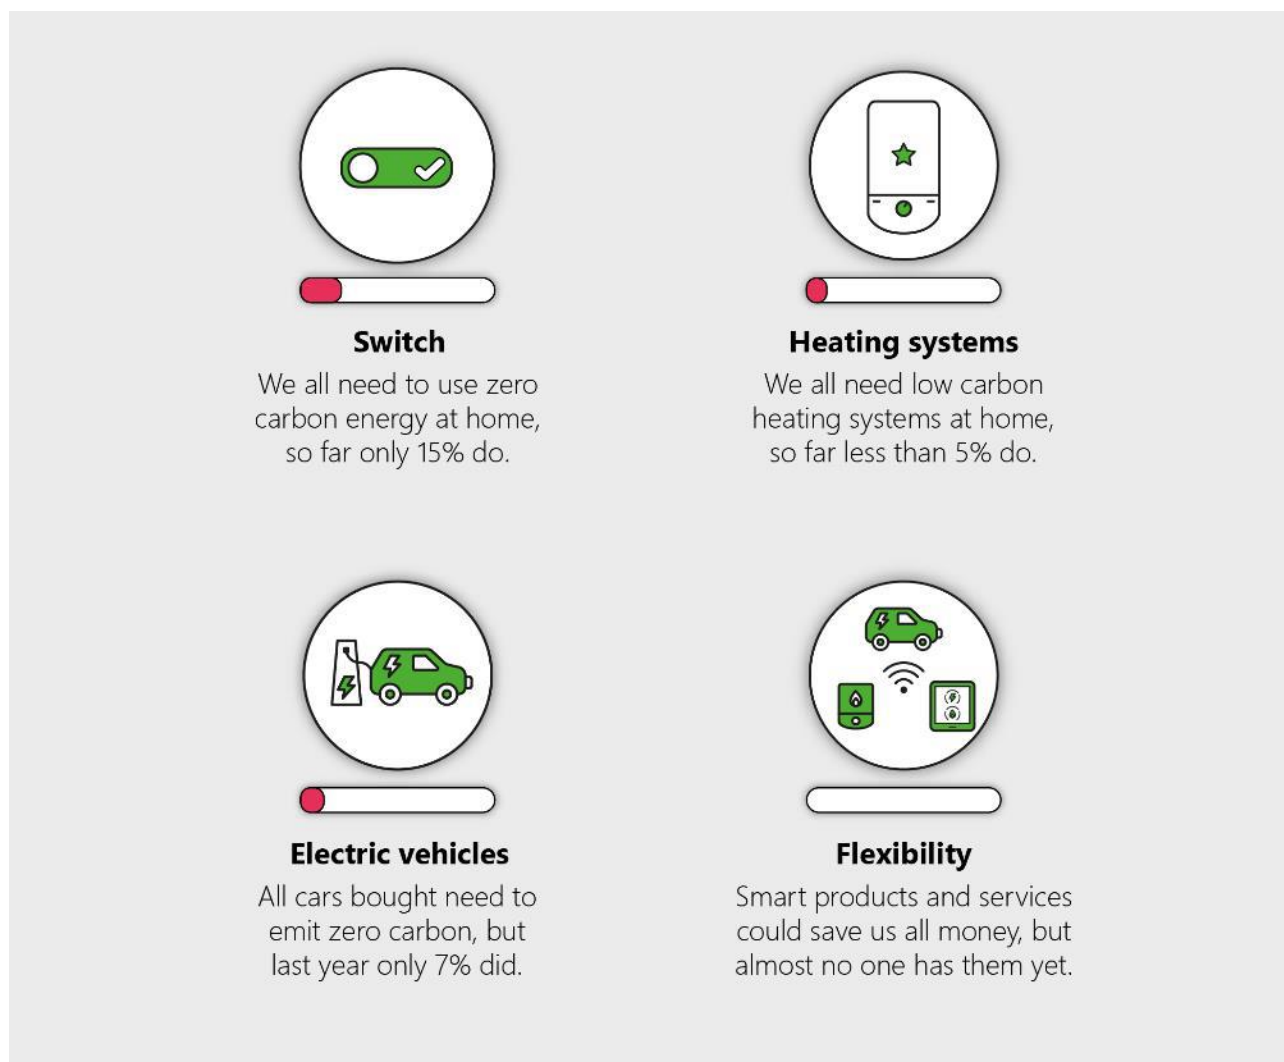 Switch
We all need to use zero
carbon energy at home,
so far only 15% do.
Heating systems
We all need low carbon
heating systems at home,
so far less than 5% do.
Electric vehicles
All cars bought need to
emit zero carbon, but
last year only 7% did.
Flexibility
Smart products and services
could save us all money, but
almost no one has them yet.